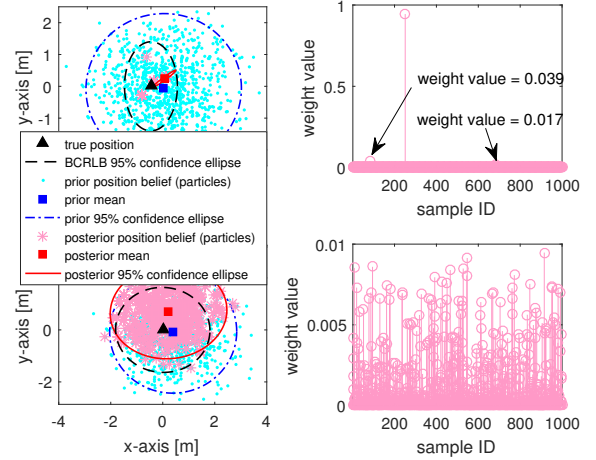 y-axis [m]
2
1
0
-1
true position
BCRLB 95% confidence ellipse
prior position belief (particles)
prior mean
prior 95% confidence ellipse
posterior position belief (particles)
posterior mean
posterior 95% confidence ellipse
y-axis [m]
0
-2
-4 -2 0 2 4
x-axis [m]
weight value
1
0.5
0
weight value = 0.039
weight value = 0.017
200 400 600 800 1000
sample ID
weight value
0.01
0.005
0
200 400 600 800 1000
sample ID